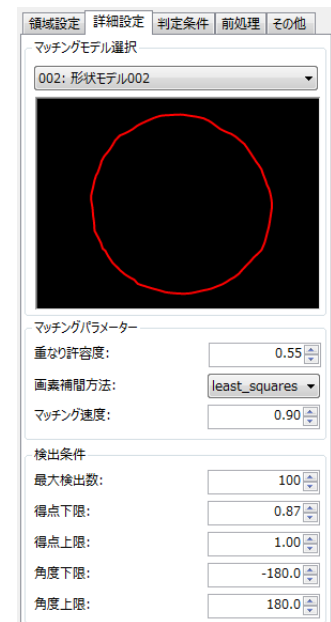 領域設定 詳細設定 判定条件 前処理 その他
マッチングモデル選択
002: 形状モデル002
マッチングパラメーター
重なり許容度: 0.55
画素補間方法: least_squares
マッチング速度: 0.90
検出条件
最大検出数: 100
得点下限: 0.87
得点上限: 1.00
角度下限: -180.0
角度上限: 180.0